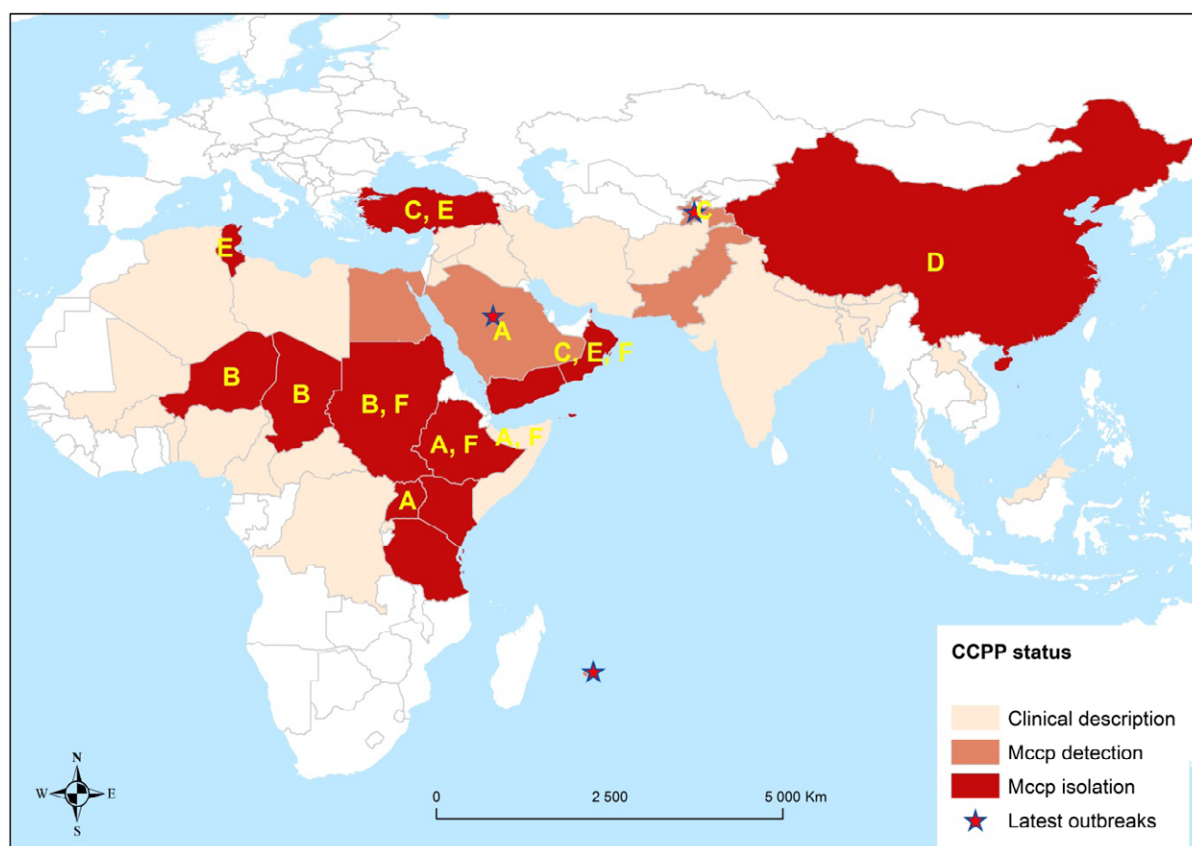 C, E
C
E
D
A
C, E, F
B
B
B, F
A, F
A, F
A
CCPP status
Clinical description
Mccp detection
Mccp isolation
Latest outbreaks
N
W E
S
0 2 500 5 000 Km